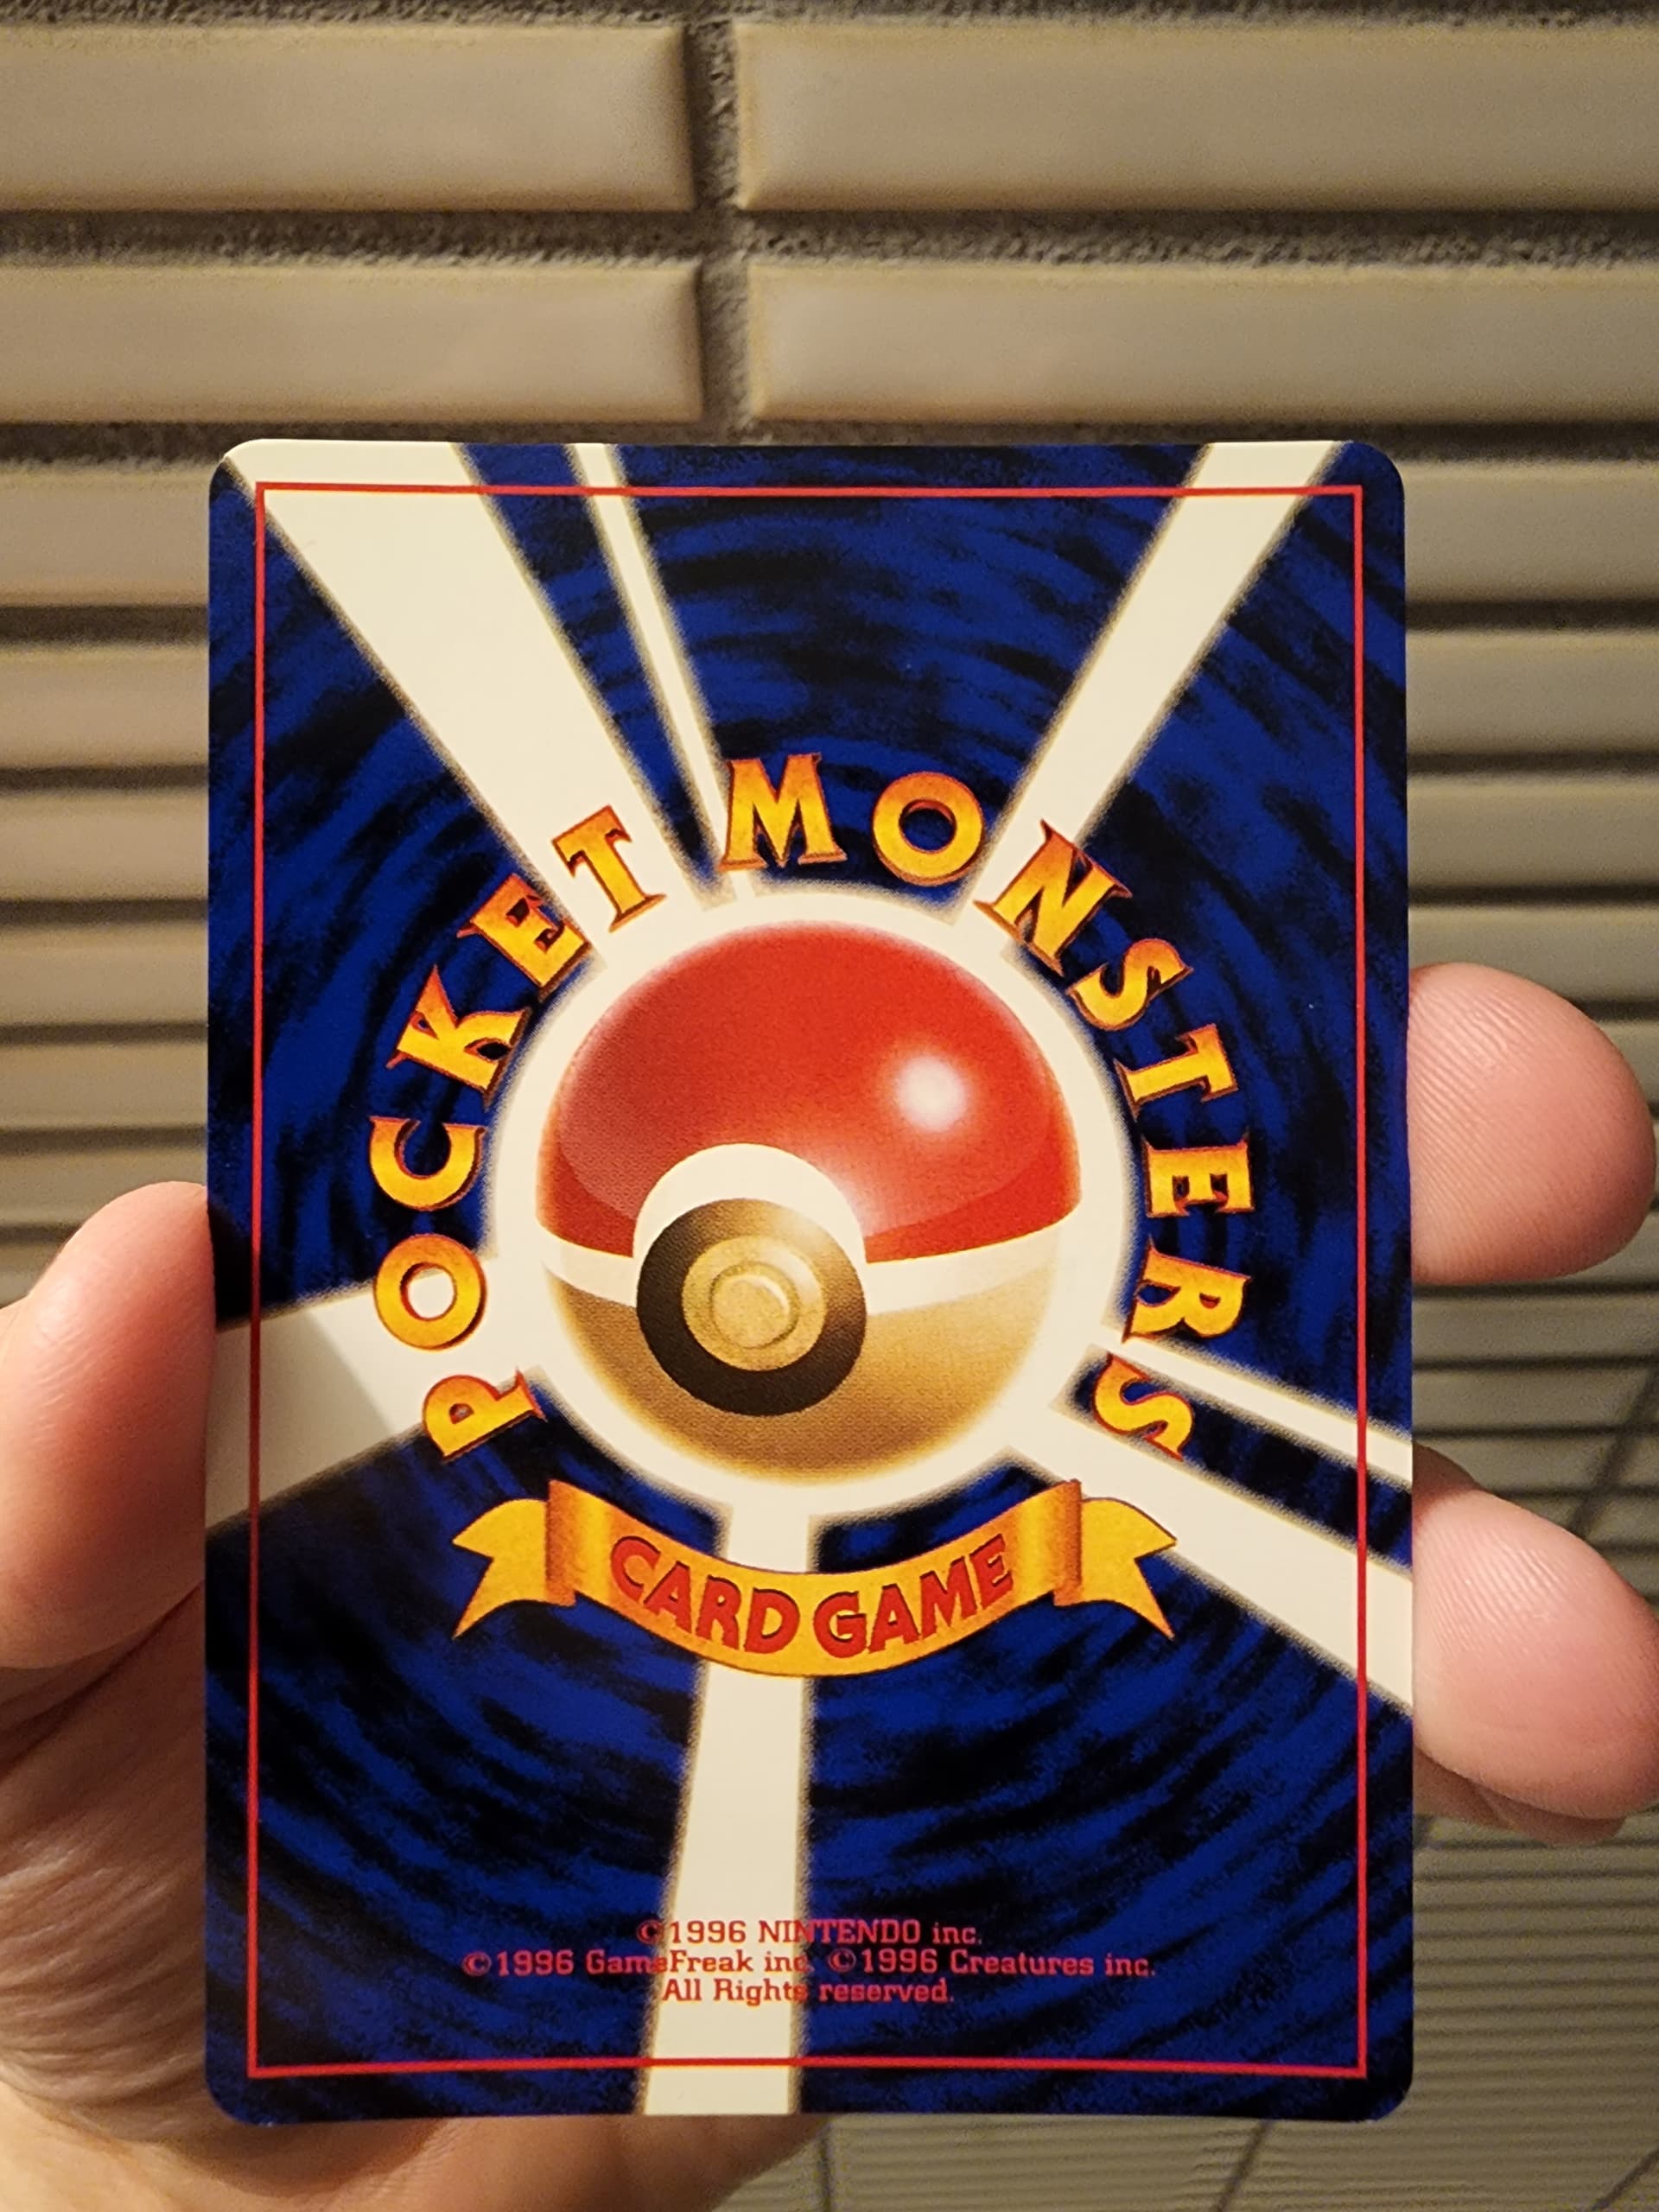 POCKET MONSTERS
CARD GAME
©1996 NINTENDO inc.
©1996 GameFreak inc. ©1996 Creatures inc.
All Rights reserved.